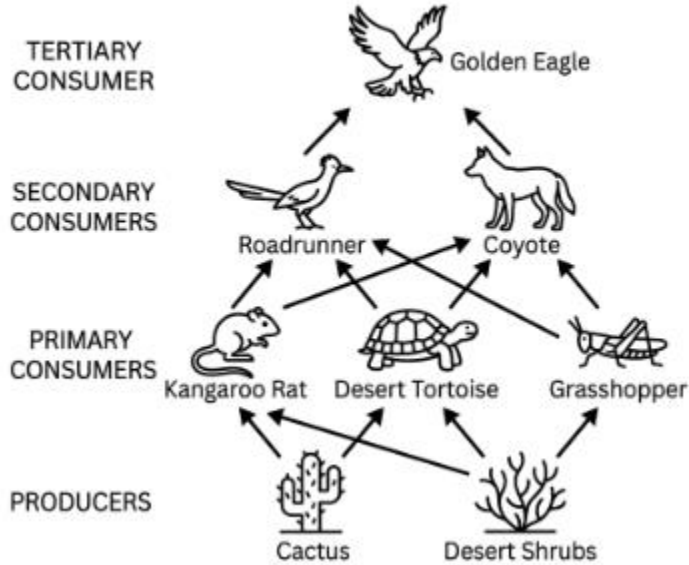 TERTIARY
CONSUMER
Golden Eagle
SECONDARY
CONSUMERS
Roadrunner
Coyote
PRIMARY
CONSUMERS
Kangaroo Rat
Desert Tortoise
Grasshopper
PRODUCERS
Cactus
Desert Shrubs